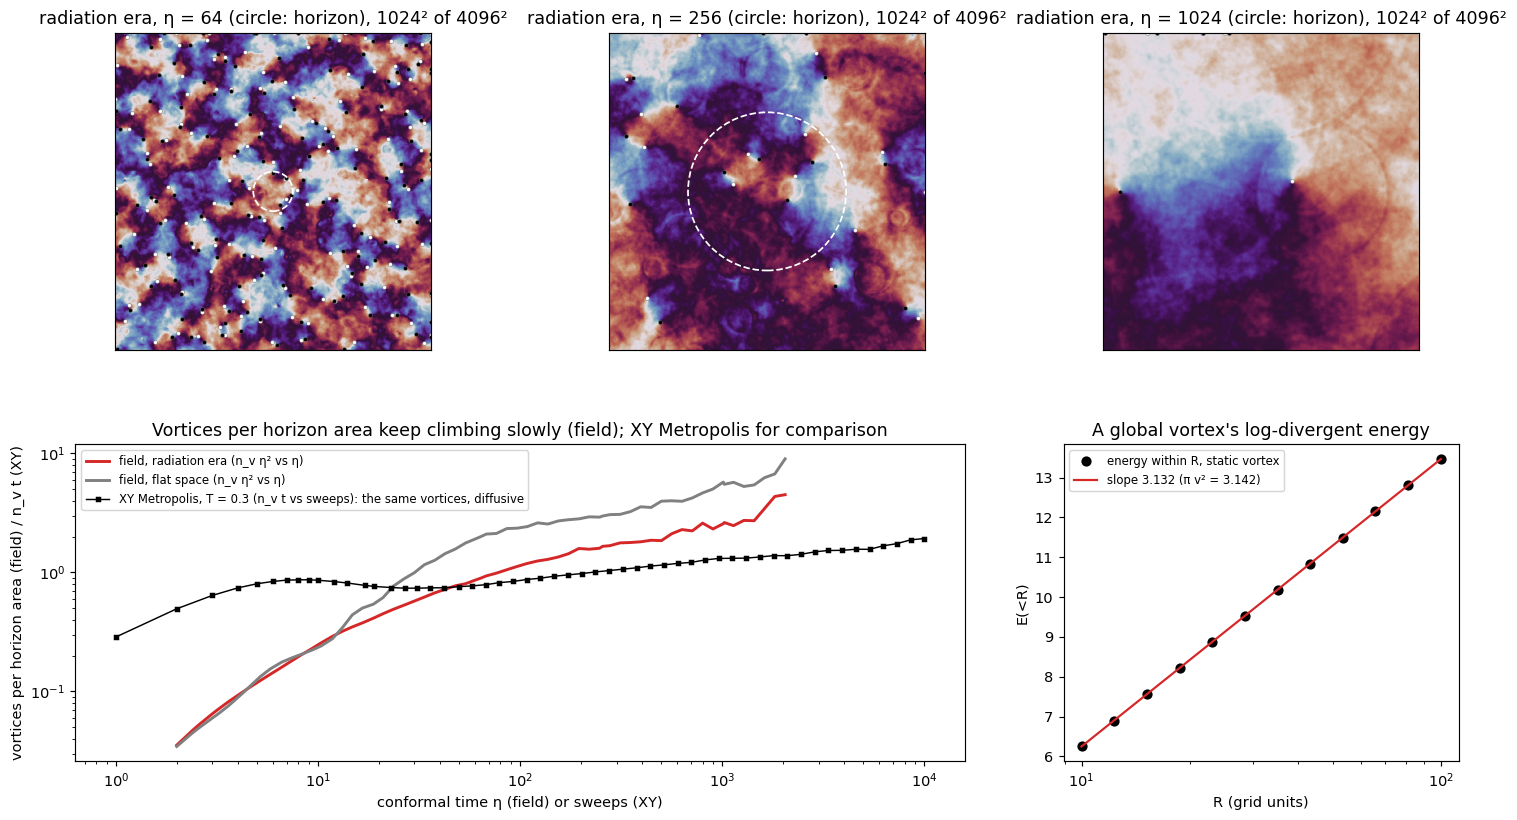 radiation era, η = 64 (circle: horizon), 1024² of 4096²
radiation era, η = 256 (circle: horizon), 1024² of 4096²
radiation era, η = 1024 (circle: horizon), 1024² of 4096²
Vortices per horizon area keep climbing slowly (field); XY Metropolis for comparison
vortices per horizon area (field) / n_v t (XY)
10¹
10⁰
10⁻¹
field, radiation era (n_v η² vs η)
field, flat space (n_v η² vs η)
XY Metropolis, T = 0.3 (n_v t vs sweeps): the same vortices, diffusive
10⁰
10¹
10²
10³
10⁴
conformal time η (field) or sweeps (XY)
A global vortex's log-divergent energy
E(<R)
13
12
11
10
9
8
7
6
energy within R, static vortex
slope 3.132 (π v² = 3.142)
10¹
10²
R (grid units)